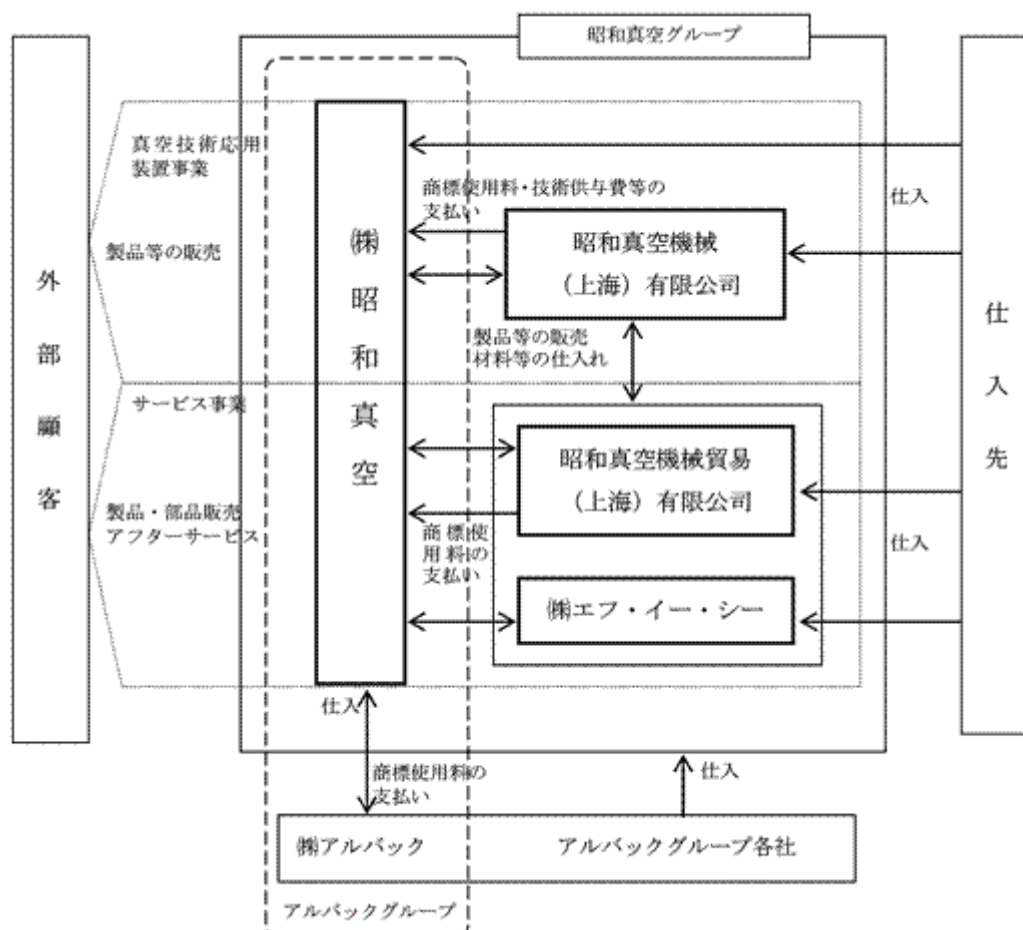 昭和真空グループ
外部顧客
真空技術応用
装置事業
製品等の販売
サービス事業
製品・部品販売
アフターサービス
㈱昭和真空
商標使用料・技術供与費等の
支払い
昭和真空機械
（上海）有限公司
製品等の販売
材料等の仕入れ
昭和真空機械貿易
（上海）有限公司
商標使
用料の
支払い
㈱エフ・イー・シー
仕入
仕入
仕入先
仕入
商標使用料の
支払い
仕入
㈱アルバック
アルバックグループ各社
アルバックグループ